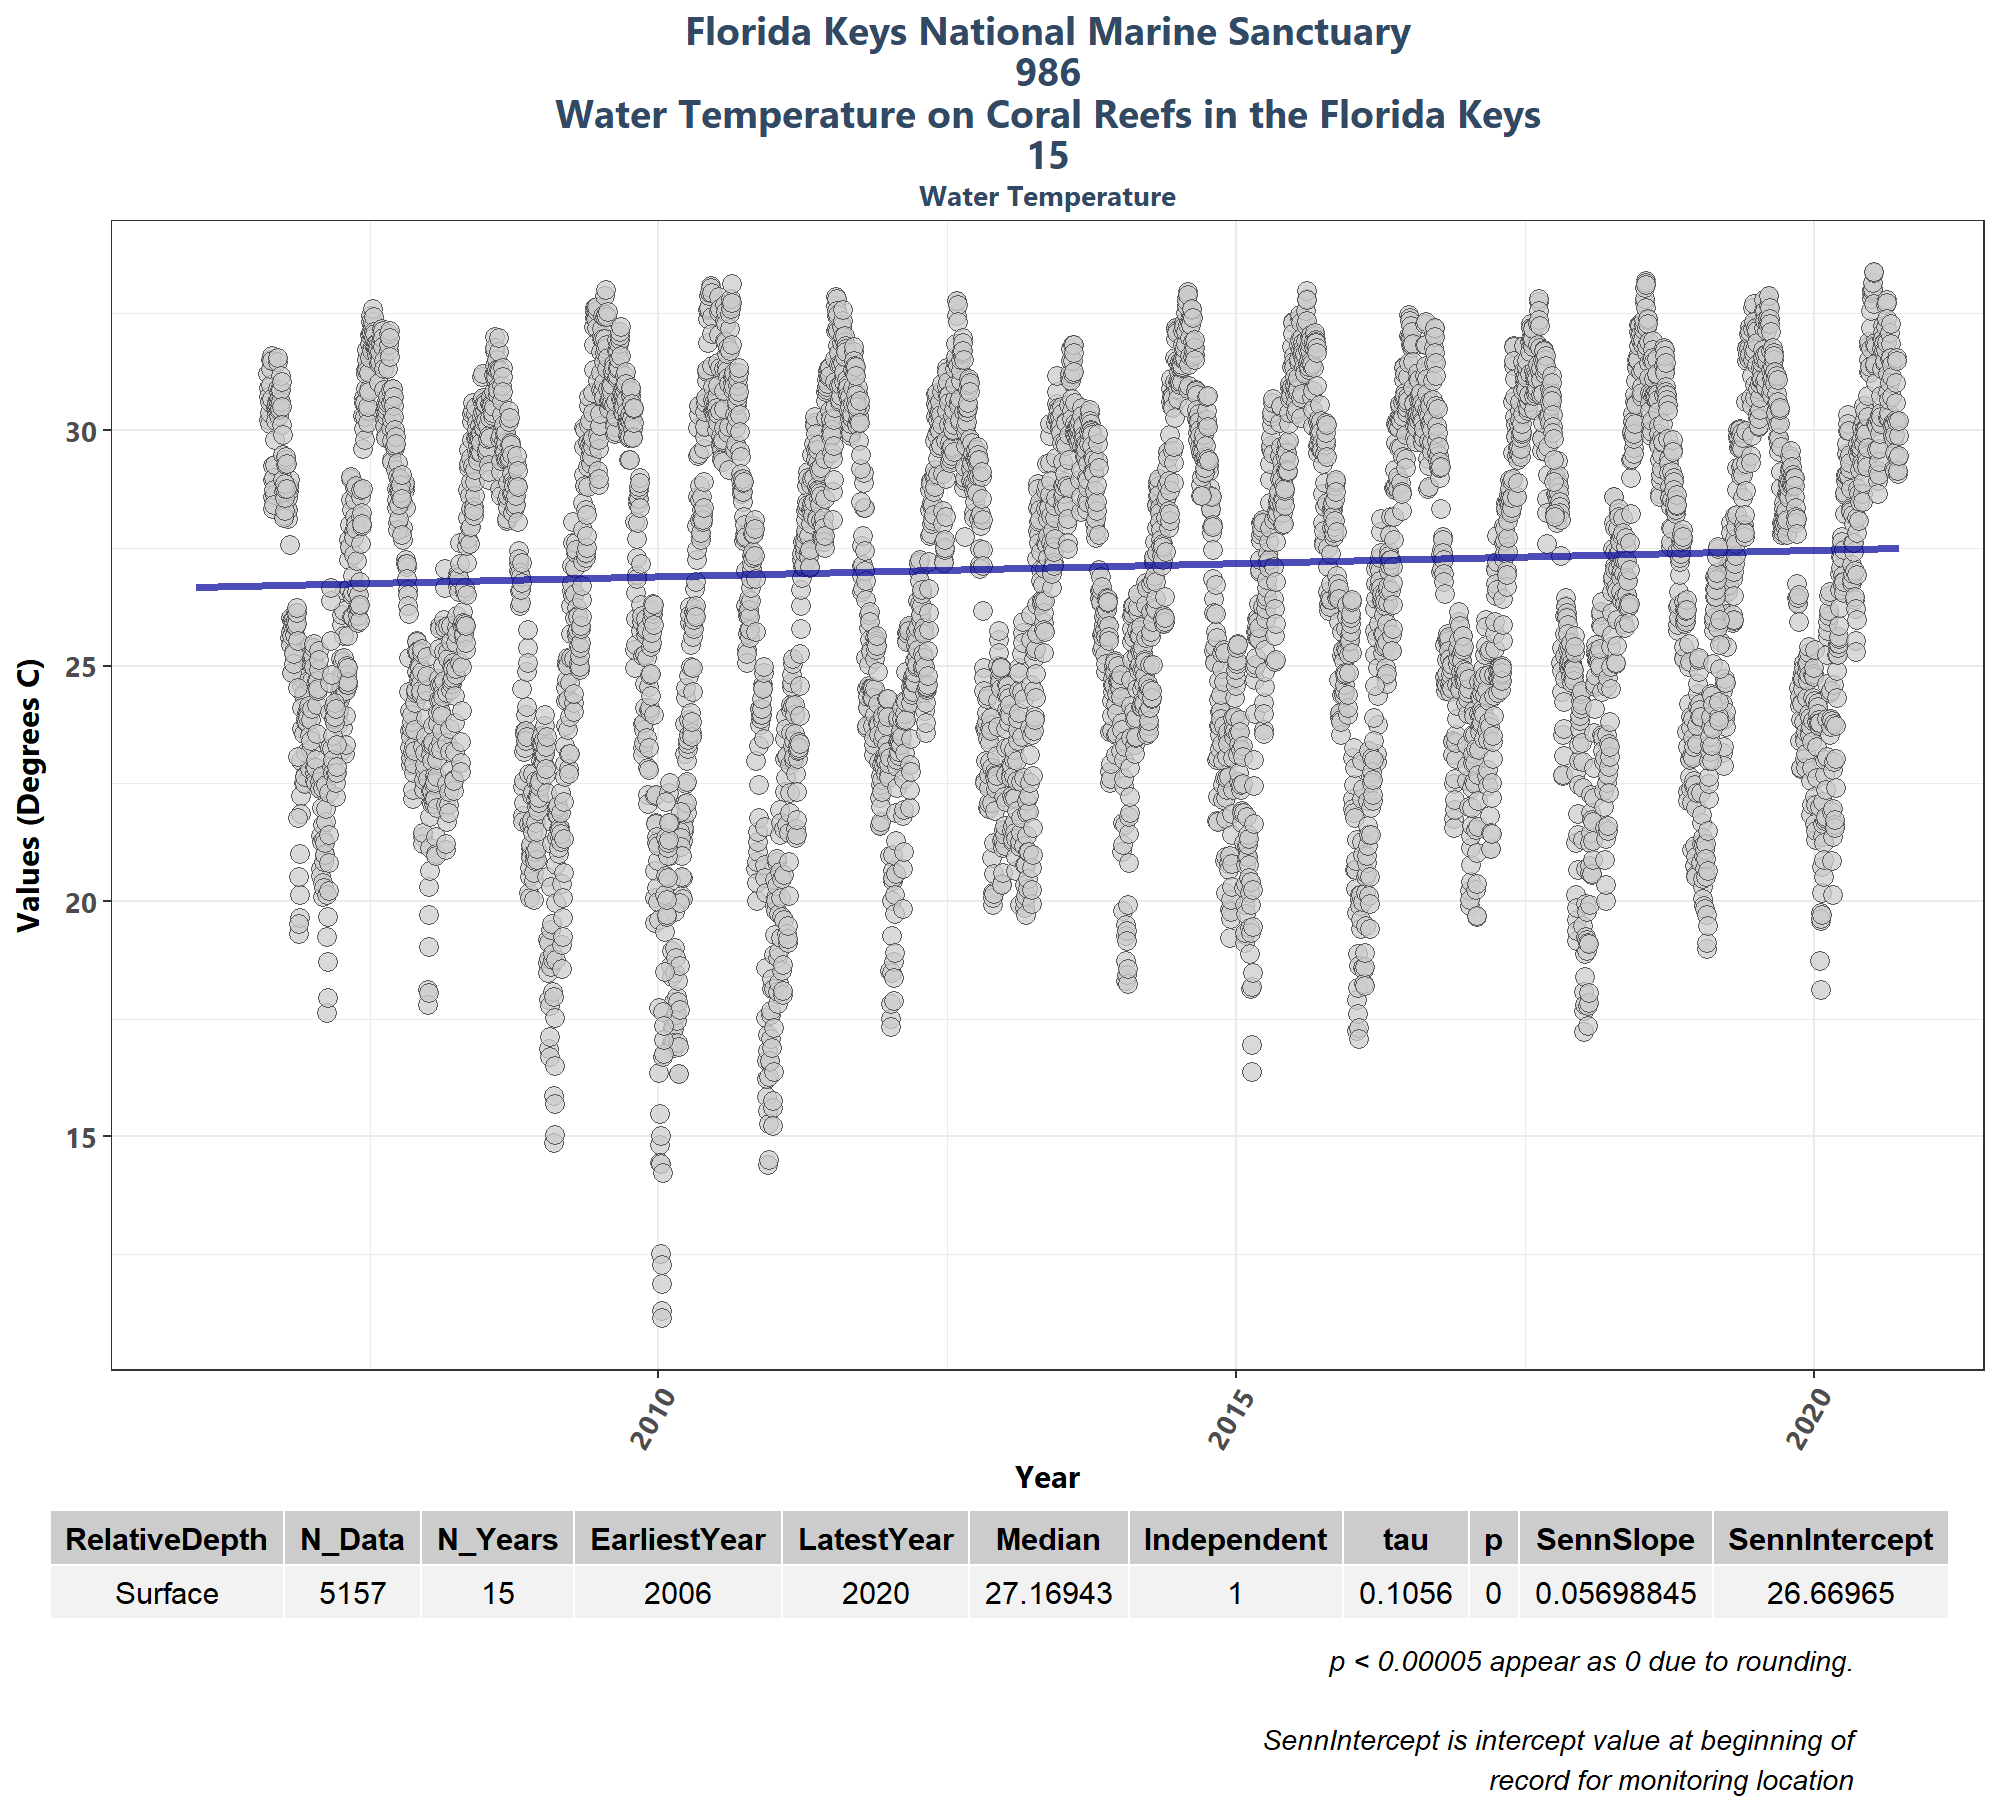 Florida Keys National Marine Sanctuary
986
Water Temperature on Coral Reefs in the Florida Keys
15
Water Temperature
Values (Degrees C)
30
25
20
15
2010
2015
2020
Year
RelativeDepth N_Data N_Years EarliestYear LatestYear Median Independent tau p SennSlope SennIntercept
Surface 5157 15 2006 2020 27.16943 1 0.1056 0 0.05698845 26.66965
p < 0.00005 appear as 0 due to rounding.
SennIntercept is intercept value at beginning of
record for monitoring location